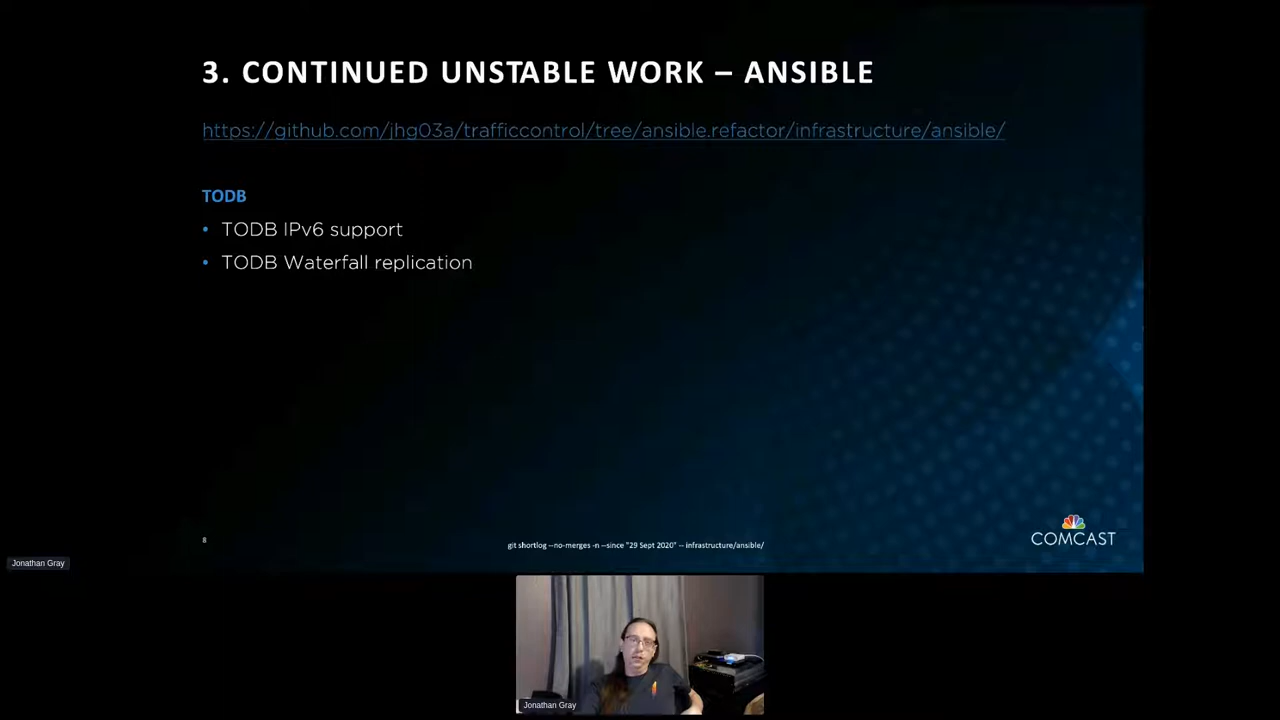 3. CONTINUED UNSTABLE WORK – ANSIBLE
https://github.com/jhg03a/trafficcontrol/tree/ansible.refactor/infrastructure/ansible/
TODB
• TODB IPv6 support
• TODB Waterfall replication
8
git shortlog --no-merges -n --since "29 Sept 2020" -- infrastructure/ansible/
COMCAST
Jonathan Gray
Jonathan Gray